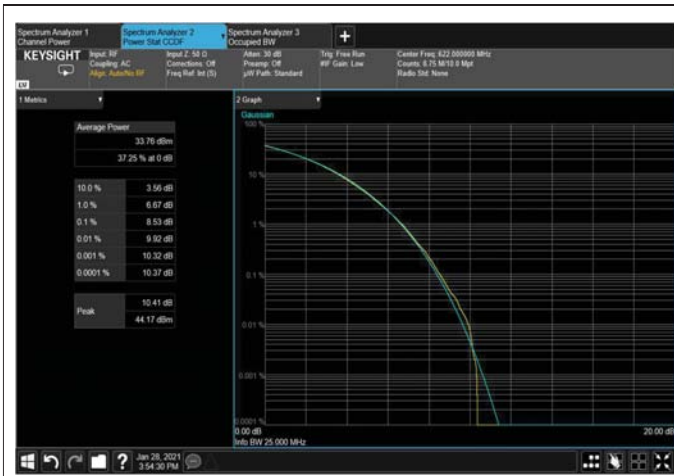 Spectrum Analyzer 1
Channel Power
Spectrum Analyzer 2
Power Stat CCDF
Spectrum Analyzer 3
Occupied BW
KEYSIGHT
Input: RF
Coupling: AC
Align: Auto/No RF
Input Z: 50 Ω
Corrections: Off
Freq Ref: Int (S)
Atten: 30 dB
Preamp: Off
µW Path: Standard
Trig: Free Run
#IF Gain: Low
Center Freq: 622.000000 MHz
Counts: 8.75 M/10.0 Mpt
Radio Std: None
LV
1 Metrics
Average Power
33.76 dBm
37.25 % at 0 dB
10.0 % 3.56 dB
1.0 % 6.67 dB
0.1 % 8.53 dB
0.01 % 9.92 dB
0.001 % 10.32 dB
0.0001 % 10.37 dB
Peak
10.41 dB
44.17 dBm
2 Graph
Gaussian
100 %
10 %
1 %
0.1 %
0.01 %
0.001 %
0.0001 %
0.00 dB
20.00 dB
Info BW 25.000 MHz
Jan 28, 2021
3:54:30 PM